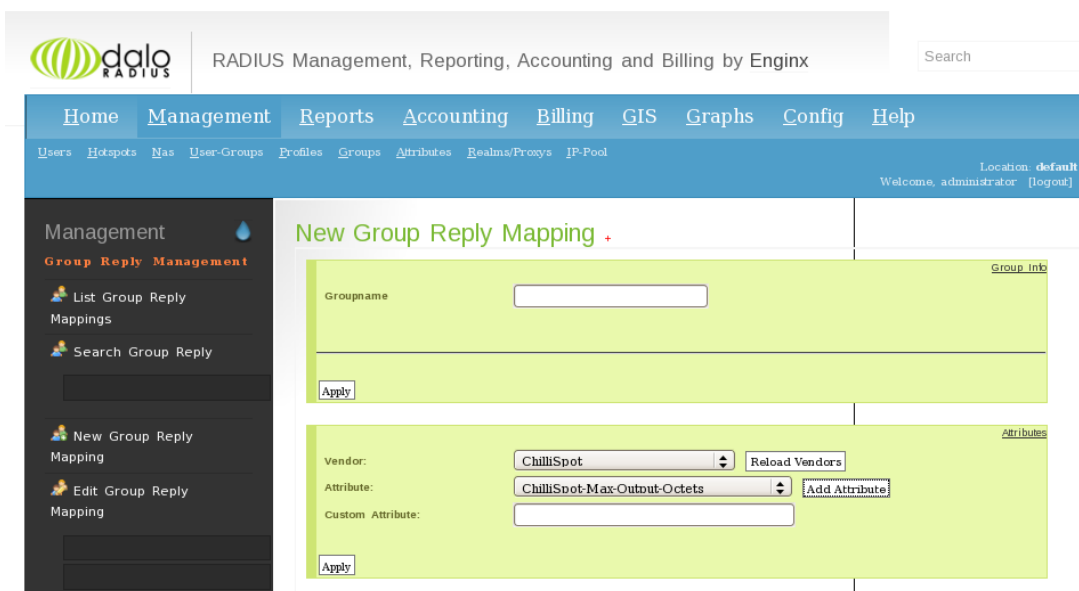 dalo
RADIUS
RADIUS Management, Reporting, Accounting and Billing by Enginx
Search
Home Management Reports Accounting Billing GIS Graphs Config Help
Users Hotspots Nas User-Groups Profiles Groups Attributes Realms/Proxys IP-Pool
Location: default
Welcome, administrator [logout]
Management
Group Reply Management
List Group Reply
Mappings
Search Group Reply
New Group Reply
Mapping
Edit Group Reply
Mapping
New Group Reply Mapping +
Group Info
Groupname
Apply
Attributes
Vendor: ChilliSpot Reload Vendors
Attribute: ChilliSpot-Max-Output-Octets Add Attribute
Custom Attribute:
Apply